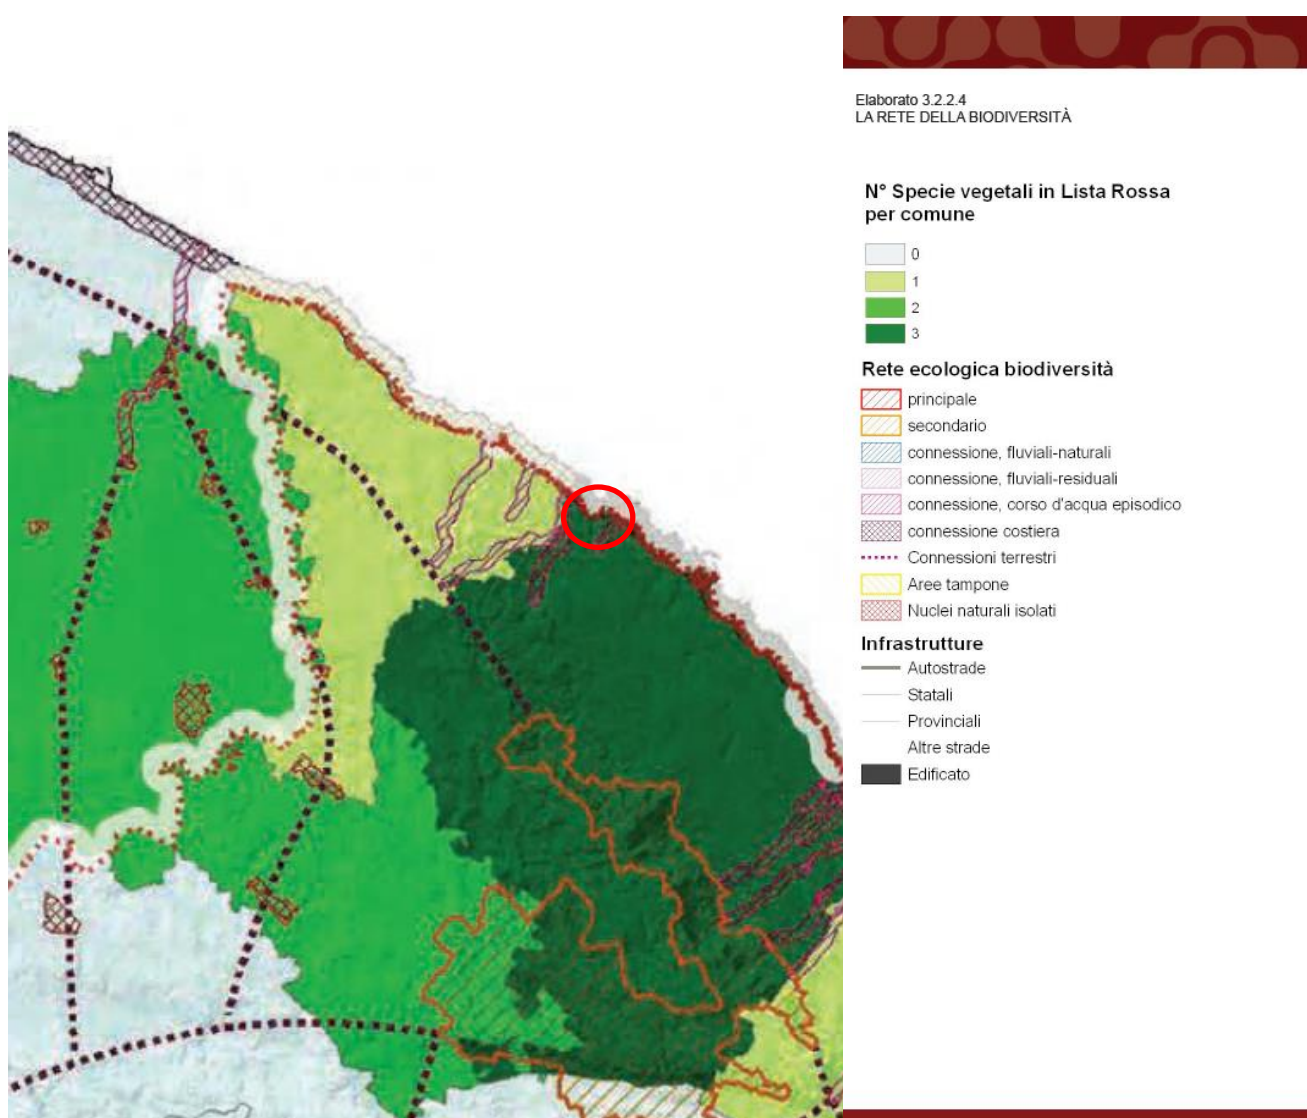 Elaborato 3.2.2.4
LA RETE DELLA BIODIVERSITÀ
N° Specie vegetali in Lista Rossa
per comune
0
1
2
3
Rete ecologica biodiversità
principale
secondario
connessione, fluviali-naturali
connessione, fluviali-residuali
connessione, corso d'acqua episodico
connessione costiera
Connessioni terrestri
Aree tampone
Nuclei naturali isolati
Infrastrutture
Autostrade
Statali
Provinciali
Altre strade
Edificato